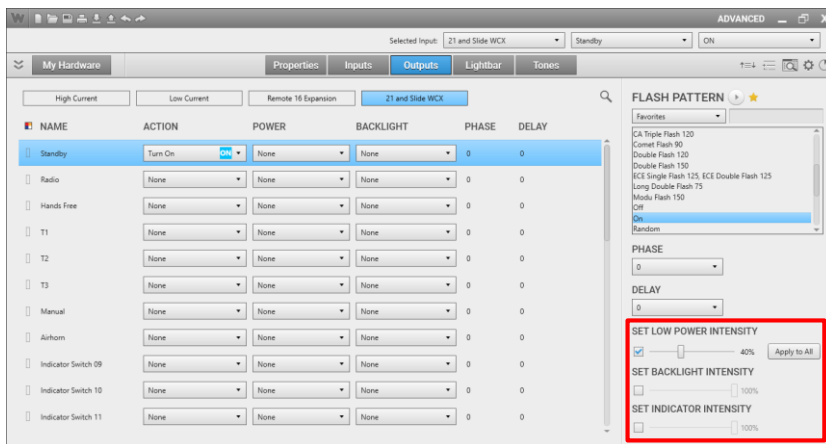 W ADVANCED
Selected Input: 21 and Slide WCX Standby ON
My Hardware Properties Inputs Outputs Lightbar Tones
High Current Low Current Remote 16 Expansion 21 and Slide WCX FLASH PATTERN
Favorites
NAME ACTION POWER BACKLIGHT PHASE DELAY
CA Triple Flash 120
Comet Flash 90
Double Flash 120
Double Flash 150
ECE Single Flash 125, ECE Double Flash 125
Long Double Flash 75
Modu Flash 150
Off
On
Random
Standby Turn On ON None None 0 0
Radio None None None 0 0
Hands Free None None None 0 0
T1 None None None 0 0
T2 None None None 0 0
T3 None None None 0 0
Manual None None None 0 0
Airhorn None None None 0 0
Indicator Switch 09 None None None 0 0
Indicator Switch 10 None None None 0 0
Indicator Switch 11 None None None 0 0
PHASE
0
DELAY
0
SET LOW POWER INTENSITY
40% Apply to All
SET BACKLIGHT INTENSITY
100%
SET INDICATOR INTENSITY
100%